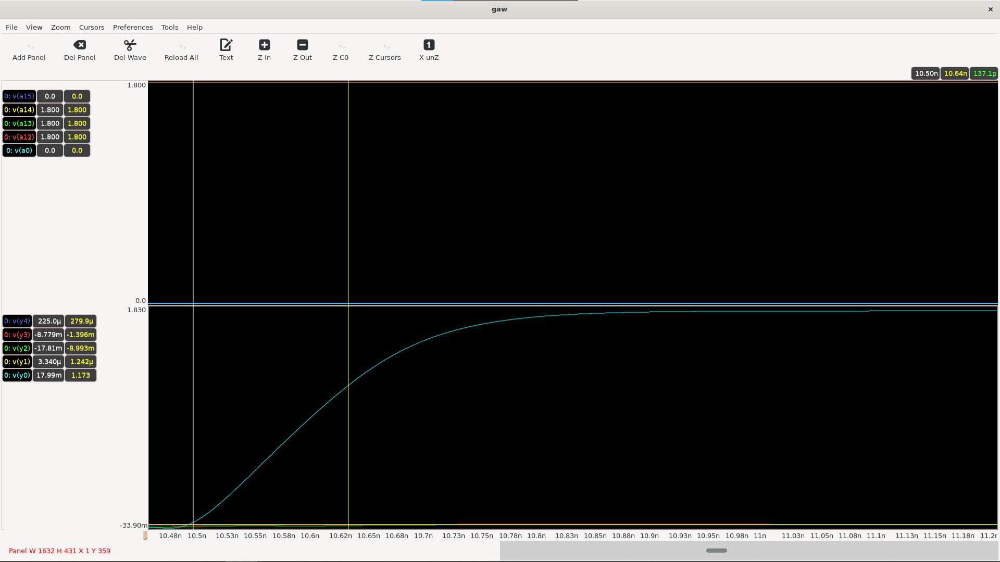 gaw
File View Zoom Cursors Preferences Tools Help
Add Panel Del Panel Del Wave Reload All Text Z In Z Out Z C0 Z Cursors X unZ
10.50n 10.64n 137.1p
1.800
0: v(a15) 0.0 0.0
0: v(a14) 1.800 1.800
0: v(a13) 1.800 1.800
0: v(a12) 1.800 1.800
0: v(a0) 0.0 0.0
0.0
1.830
0: v(y4) 225.0µ 279.9µ
0: v(y3) -8.779m -1.396m
0: v(y2) -17.81m -8.993m
0: v(y1) 3.340µ 1.242µ
0: v(y0) 17.99m 1.173
-33.90m
10.48n 10.5n 10.53n 10.55n 10.58n 10.6n 10.62n 10.65n 10.68n 10.7n 10.73n 10.75n 10.78n 10.8n 10.83n 10.85n 10.88n 10.9n 10.93n 10.95n 10.98n 11n 11.03n 11.05n 11.08n 11.1n 11.13n 11.15n 11.18n
Panel W 1632 H 431 X 1 Y 359